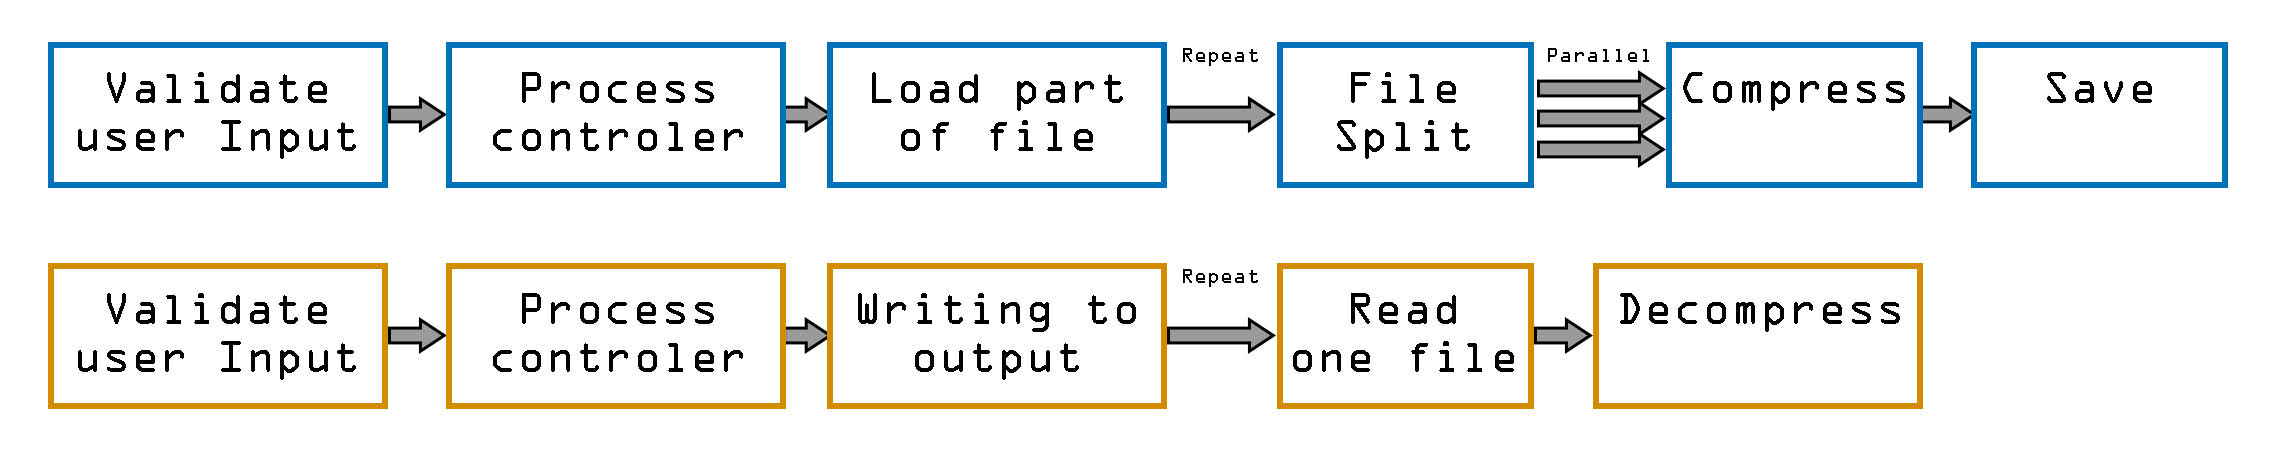 Validate
user Input
Process
controler
Load part
of file
Repeat
File
Split
Parallel
Compress
Save
Validate
user Input
Process
controler
Writing to
output
Repeat
Read
one file
Decompress